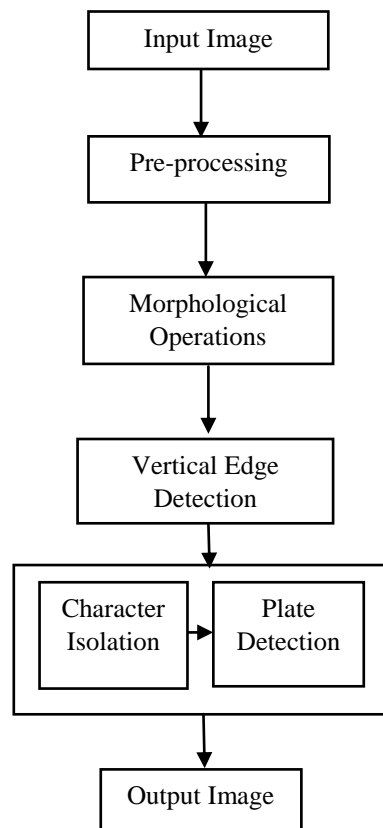 Input Image
Pre-processing
Morphological
Operations
Vertical Edge
Detection
Character
Isolation
Plate
Detection
Output Image